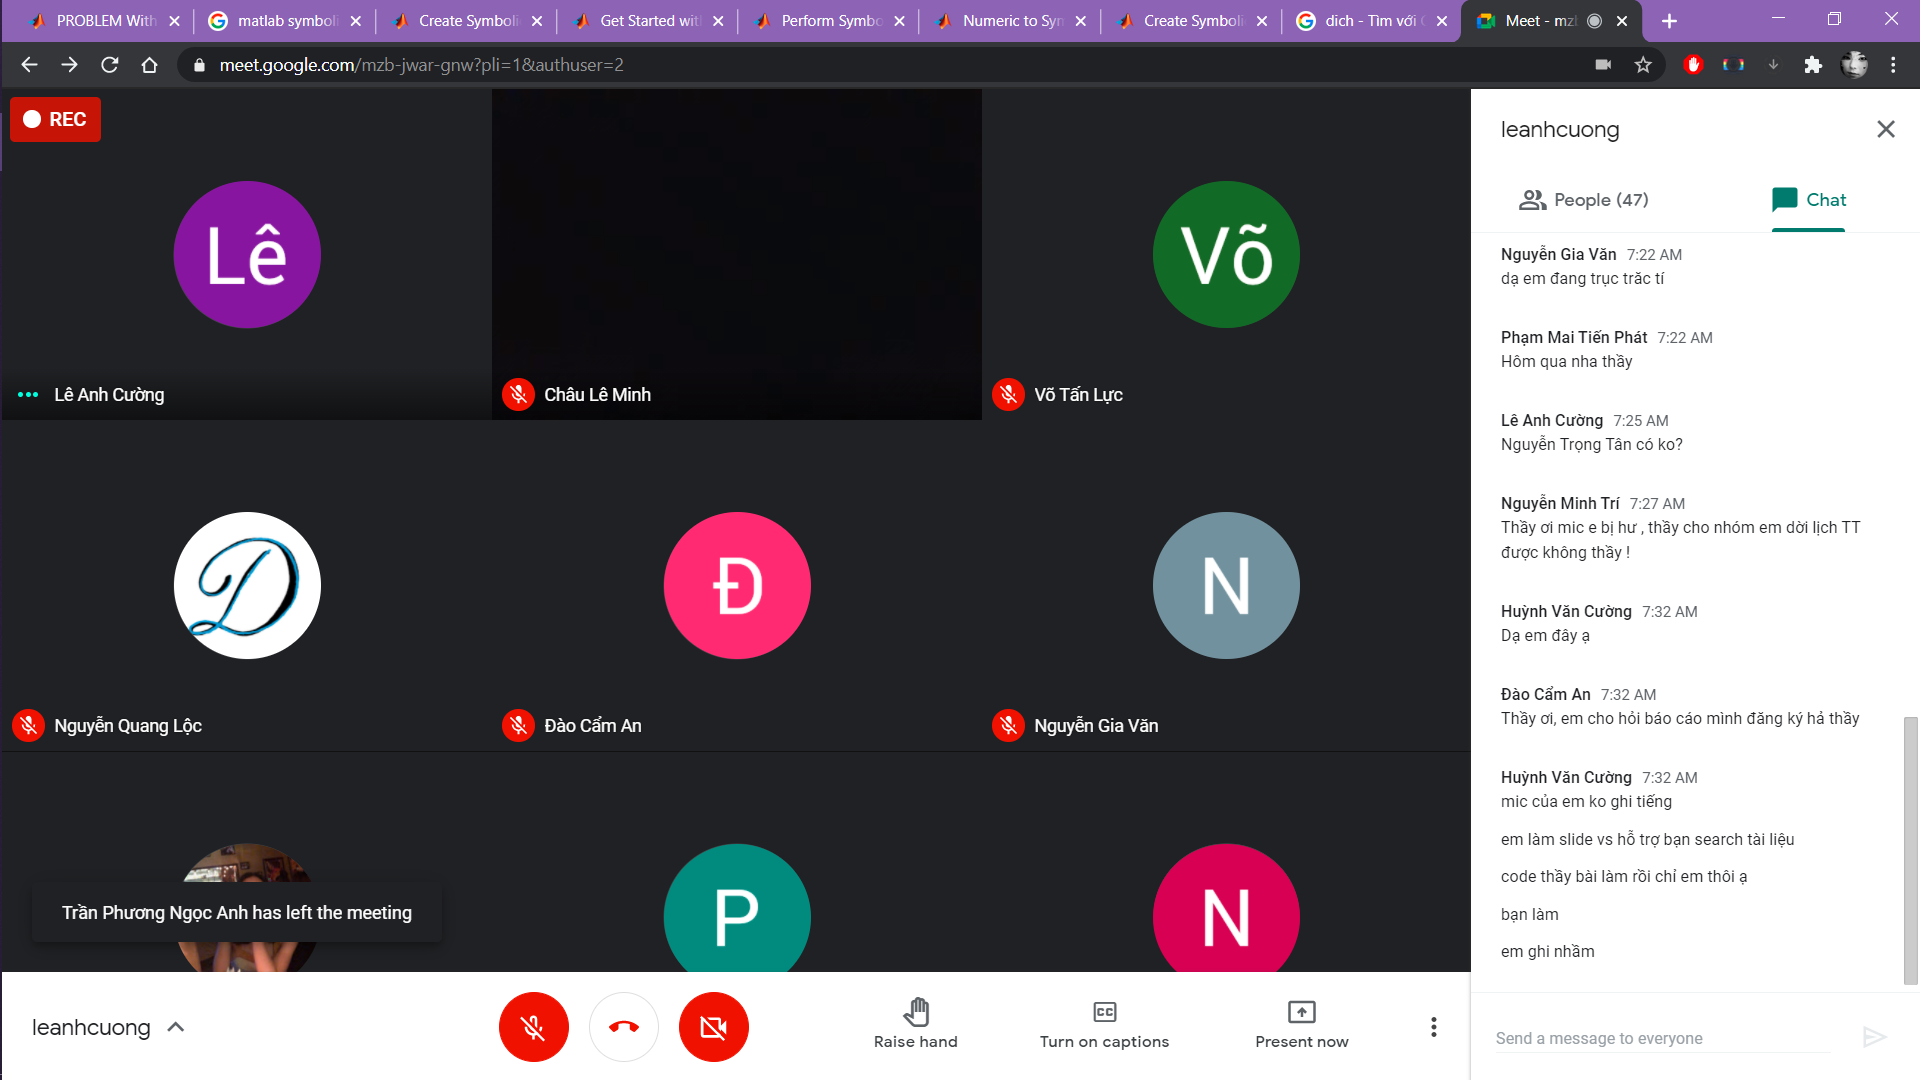 PROBLEM With
matlab symboli
Create Symboli
Get Started wit
Perform Symbo
Numeric to Sym
Create Symboli
dich - Tìm với
Meet - mzb
meet.google.com/mzb-jwar-gnw?pli=1&authuser=2
REC
Lê
Lê Anh Cường
Châu Lê Minh
Võ
Võ Tấn Lực
D
Nguyễn Quang Lộc
Đ
Đào Cẩm An
N
Nguyễn Gia Văn
Trần Phương Ngọc Anh has left the meeting
P
N
leanhcuong
People (47)
Chat
Nguyễn Gia Văn 7:22 AM
dạ em đang trục trăc tí
Phạm Mai Tiến Phát 7:22 AM
Hôm qua nha thầy
Lê Anh Cường 7:25 AM
Nguyễn Trọng Tân có ko?
Nguyễn Minh Trí 7:27 AM
Thầy ơi mic e bị hư , thầy cho nhóm em dời lịch TT
được không thầy !
Huỳnh Văn Cường 7:32 AM
Dạ em đây ạ
Đào Cẩm An 7:32 AM
Thầy ơi, em cho hỏi báo cáo mình đăng ký hả thầy
Huỳnh Văn Cường 7:32 AM
mic của em ko ghi tiếng
em làm slide vs hỗ trợ bạn search tài liệu
code thầy bài làm rồi chỉ em thôi ạ
bạn làm
em ghi nhầm
Send a message to everyone
leanhcuong
Raise hand
CC
Turn on captions
Present now